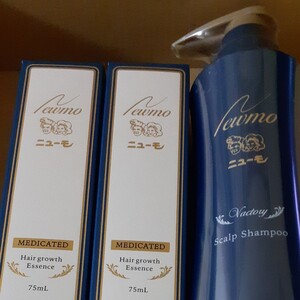 Newmo
ニューモ
MEDICATED
Hair growth
Essence
75mL
Newmo
ニューモ
MEDICATED
Hair growth
Essence
75mL
Newmo
ニューモ
Vactory
Scalp Shampoo